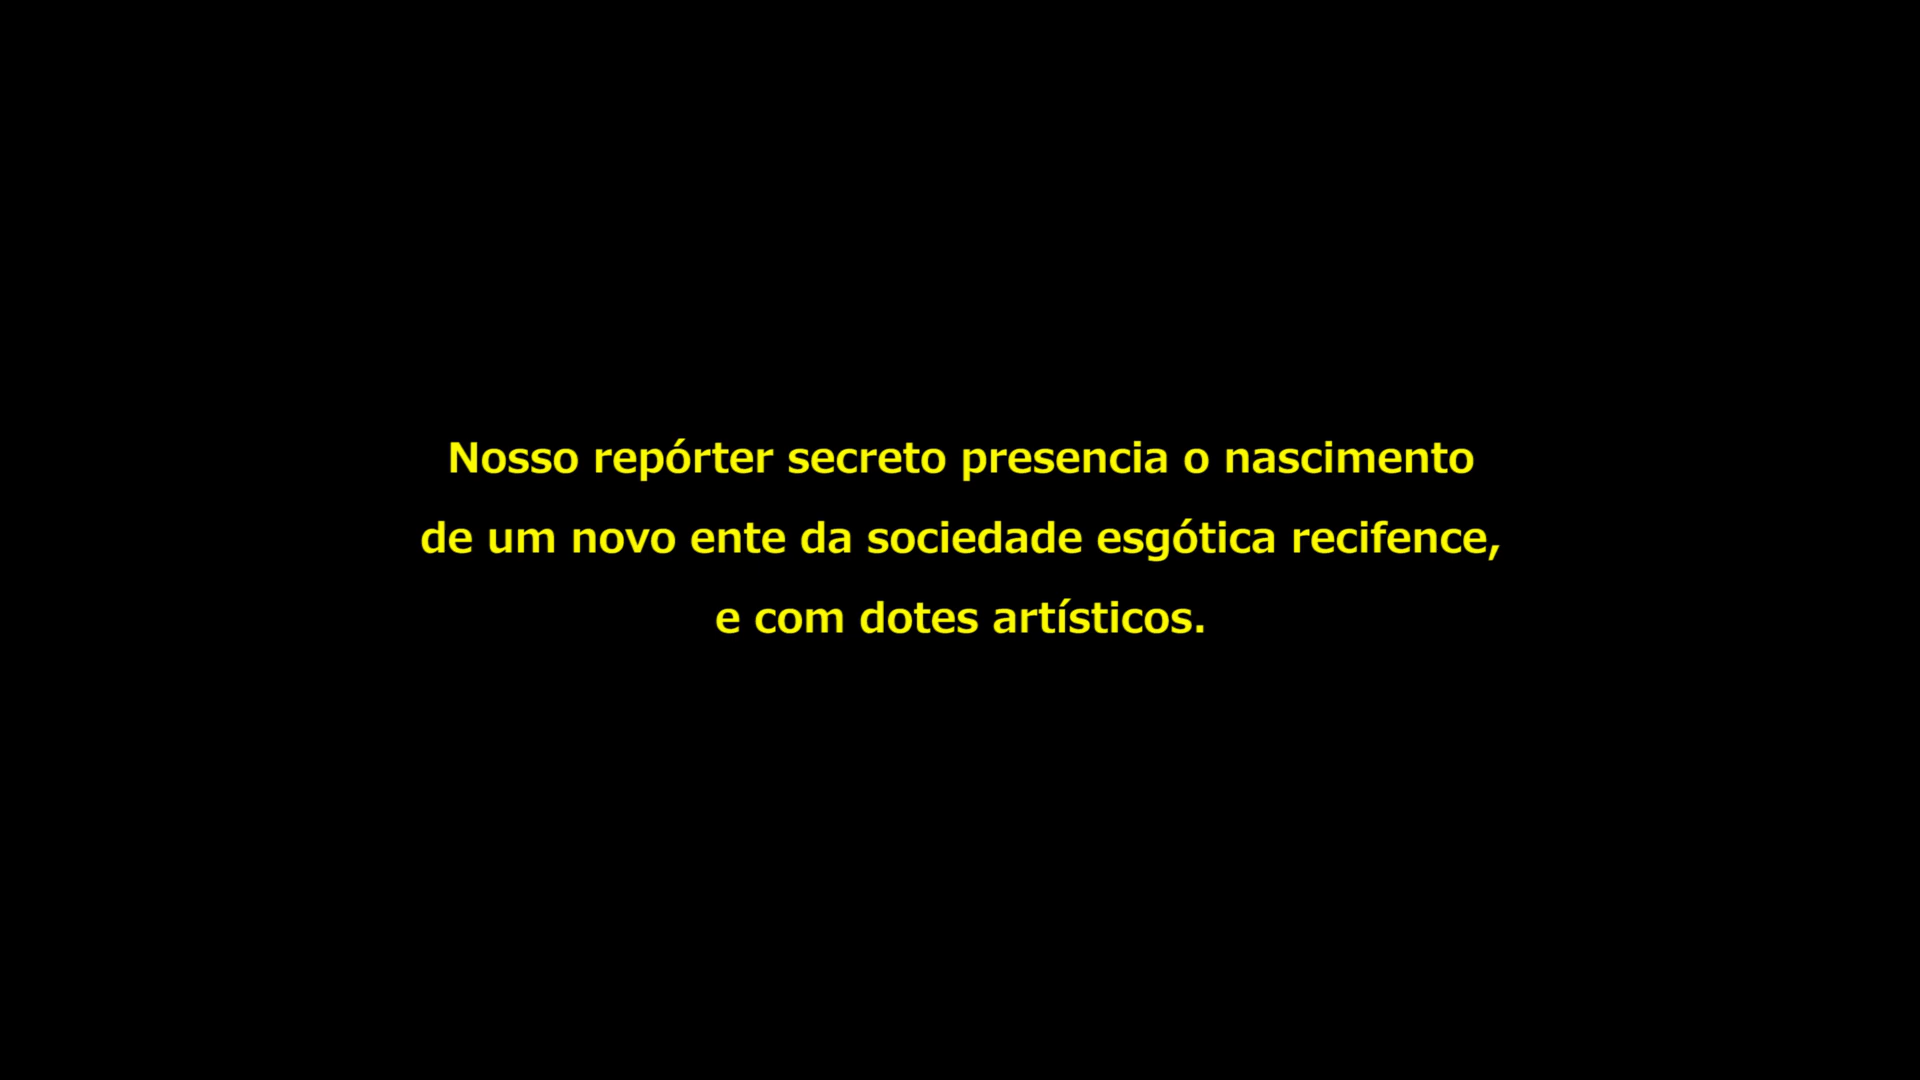 Nosso repórter secreto presencia o nascimento
de um novo ente da sociedade esgótica recifence,
e com dotes artísticos.